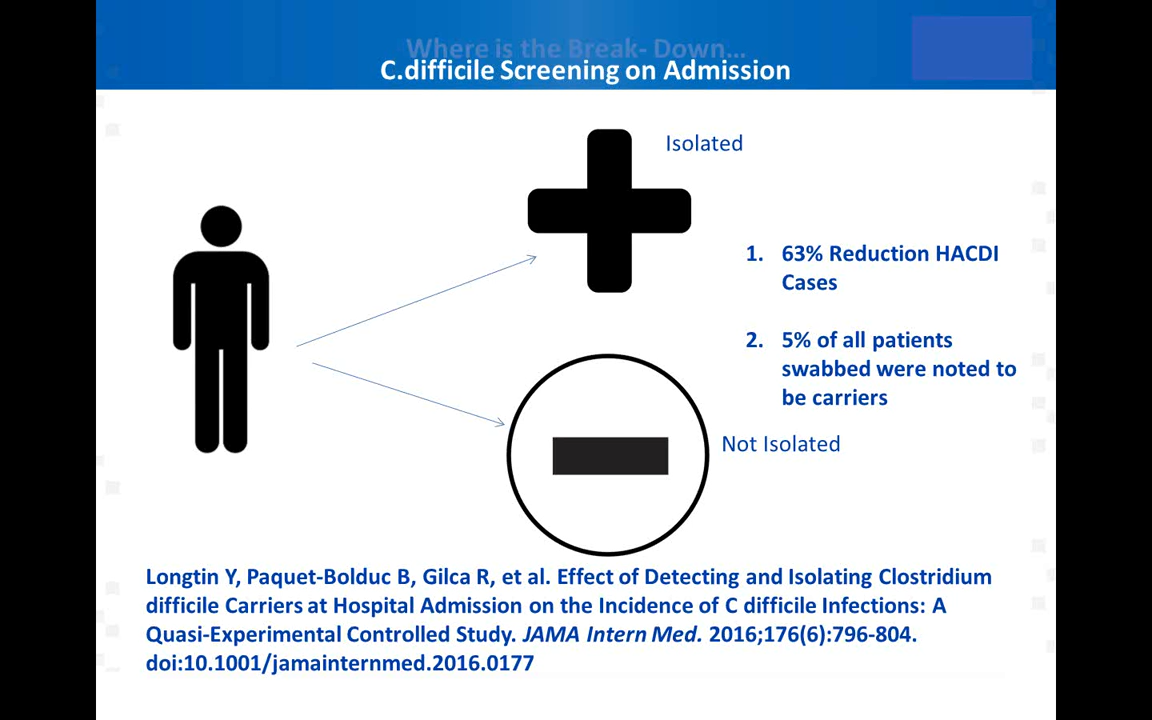 Where is the Break- Down...
C.difficile Screening on Admission
Isolated
1. 63% Reduction HACDI
Cases
2. 5% of all patients
swabbed were noted to
be carriers
Not Isolated
Longtin Y, Paquet-Bolduc B, Gilca R, et al. Effect of Detecting and Isolating Clostridium
difficile Carriers at Hospital Admission on the Incidence of C difficile Infections: A
Quasi-Experimental Controlled Study. JAMA Intern Med. 2016;176(6):796-804.
doi:10.1001/jamainternmed.2016.0177